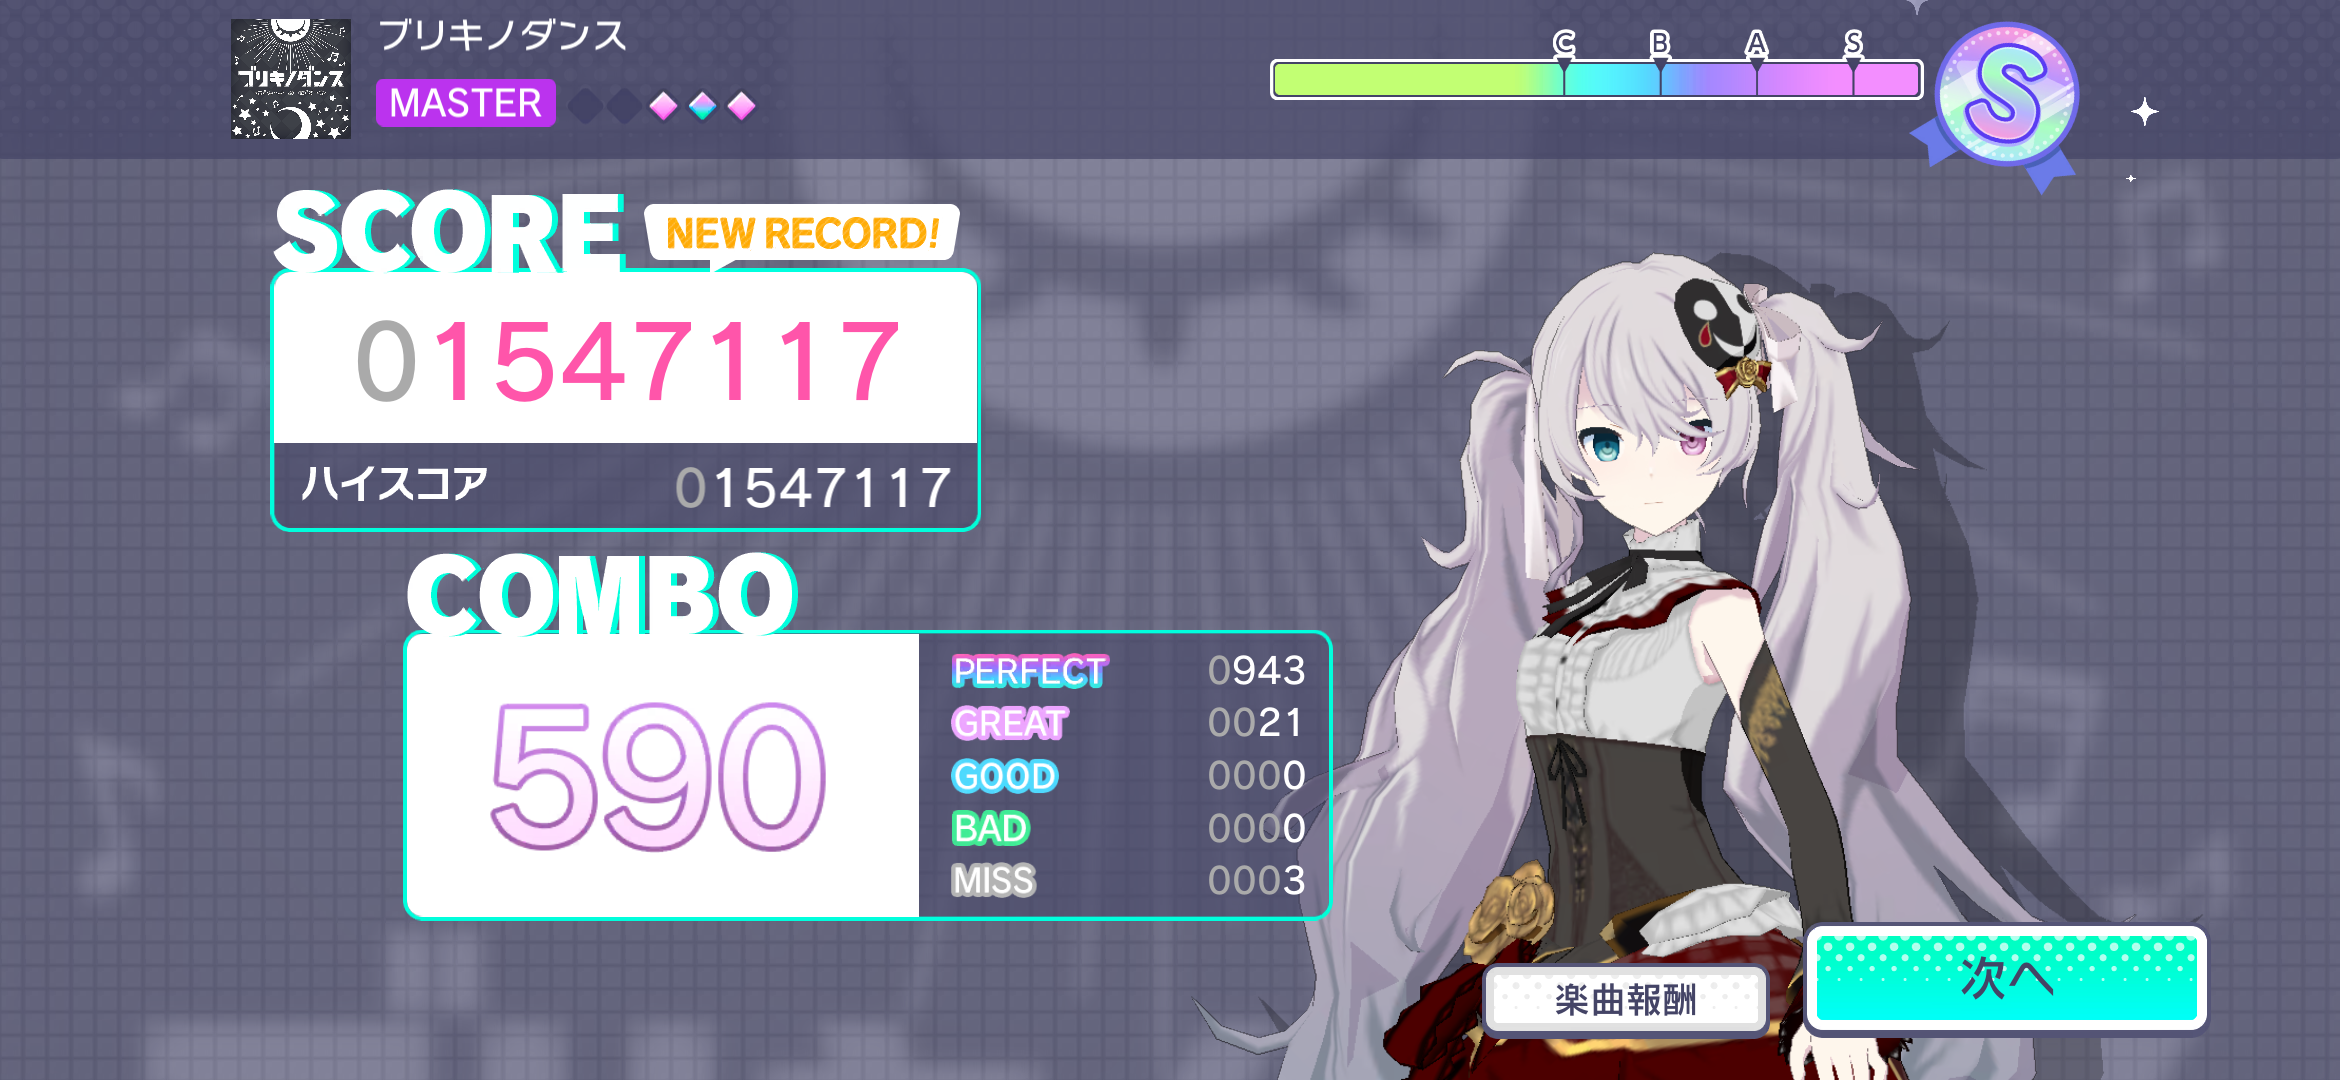 ブリキノダンス
ブリキノダンス
MASTER
C B A S
S
SCORE
NEW RECORD!
01547117
ハイスコア 01547117
COMBO
590
PERFECT 0943
GREAT 0021
GOOD 0000
BAD 0000
MISS 0003
楽曲報酬
次へ